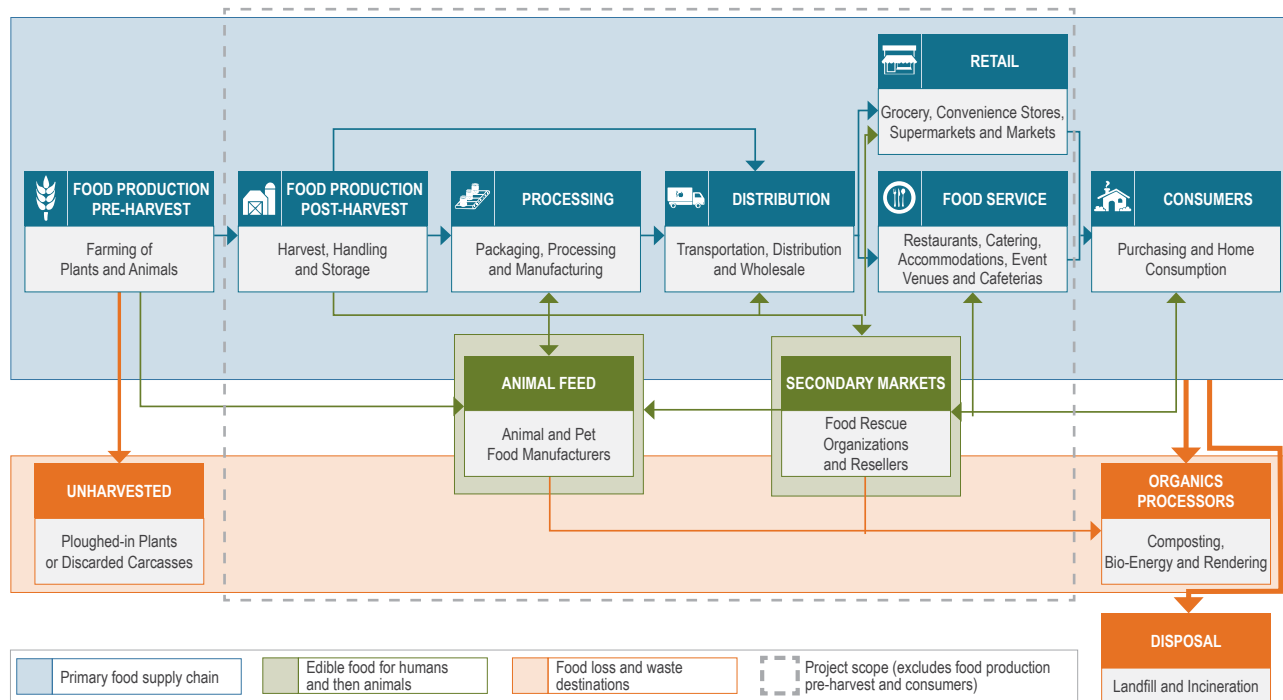 RETAIL
Grocery, Convenience Stores,
Supermarkets and Markets
FOOD PRODUCTION
PRE-HARVEST
Farming of
Plants and Animals
FOOD PRODUCTION
POST-HARVEST
Harvest, Handling
and Storage
PROCESSING
Packaging, Processing
and Manufacturing
DISTRIBUTION
Transportation, Distribution
and Wholesale
FOOD SERVICE
Restaurants, Catering,
Accommodations, Event
Venues and Cafeterias
CONSUMERS
Purchasing and Home
Consumption
ANIMAL FEED
Animal and Pet
Food Manufacturers
SECONDARY MARKETS
Food Rescue
Organizations
and Resellers
UNHARVESTED
Ploughed-in Plants
or Discarded Carcasses
ORGANICS
PROCESSORS
Composting,
Bio-Energy and Rendering
DISPOSAL
Landfill and Incineration
Primary food supply chain
Edible food for humans
and then animals
Food loss and waste
destinations
Project scope (excludes food production
pre-harvest and consumers)